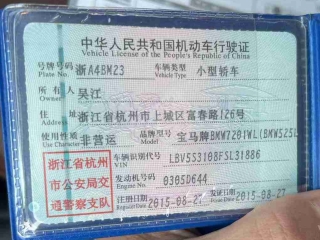 中华人民共和国机动车行驶证
Vehicle License of the People's Republic of China
号牌号码 浙A4BM23 车辆类型 小型轿车
Plate No. Vehicle Type
所有人 吴江
Owner
住址 浙江省杭州市上城区富春路126号
Address
使用性质 非营运 品牌型号 宝马牌BMW7201WL(BMW525L
Use Character Model
浙江省杭州
市公安局交
通警察支队
车辆识别代号 LBV5S3108FSL31886
VIN
发动机号码 0305D644
Engine No.
注册日期 2015-08-27 发证日期 2015-08-27
Register Date Issue Date